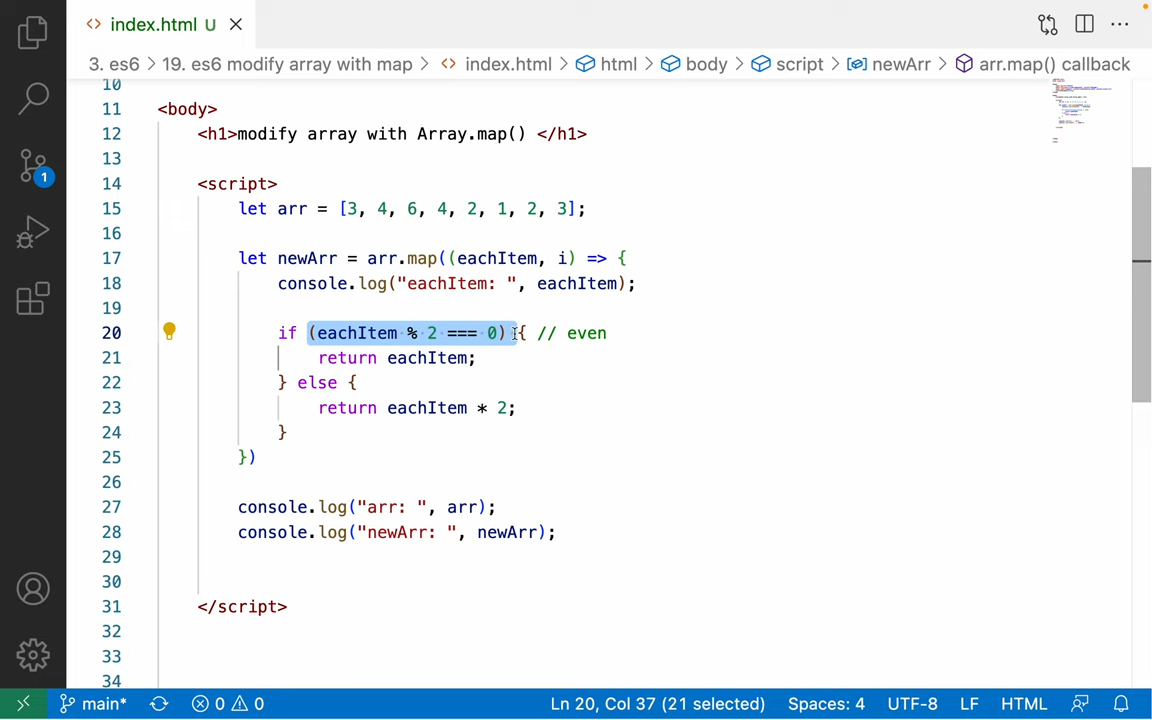 index.html U
3. es6 > 19. es6 modify array with map > index.html > html > body > script > newArr > arr.map() callback
10
11 <body>
12 <h1>modify array with Array.map() </h1>
13
14 <script>
15 let arr = [3, 4, 6, 4, 2, 1, 2, 3];
16
17 let newArr = arr.map((eachItem, i) => {
18 console.log("eachItem: ", eachItem);
19
20 if (eachItem % 2 === 0) { // even
21 return eachItem;
22 } else {
23 return eachItem * 2;
24 }
25 })
26
27 console.log("arr: ", arr);
28 console.log("newArr: ", newArr);
29
30
31 </script>
32
33
34
1
main* 0 0 Ln 20, Col 37 (21 selected) Spaces: 4 UTF-8 LF HTML